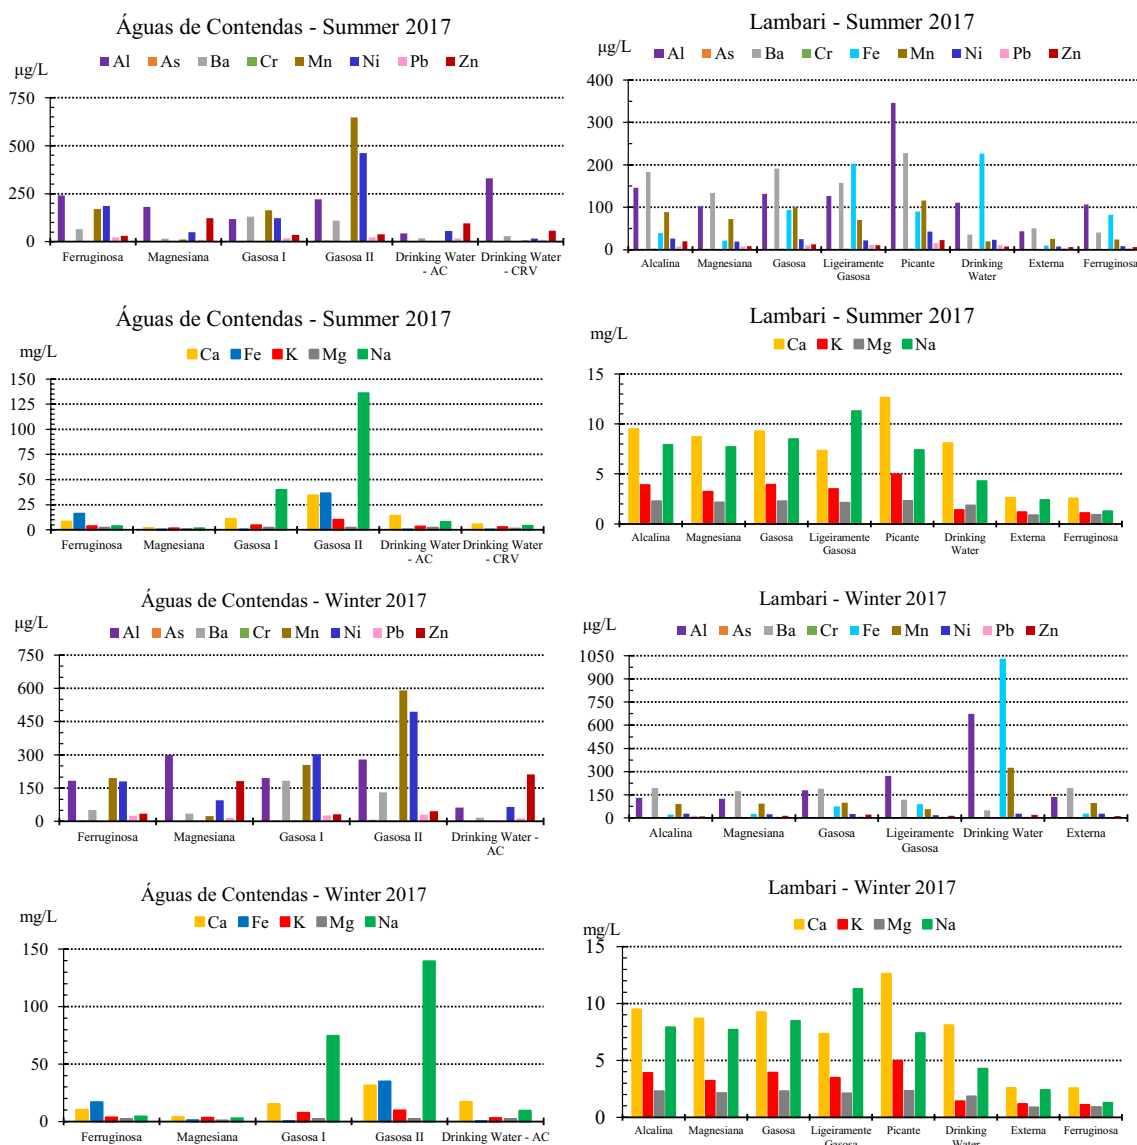 Águas de Contendas - Summer 2017
Al As Ba Cr Mn Ni Pb Zn
µg/L
750
500
250
0
Ferruginosa Magnesiana Gasosa I Gasosa II Drinking Water Drinking Water
- AC - CRV
Lambari - Summer 2017
Al As Ba Cr Fe Mn Ni Pb Zn
µg/L
400
300
200
100
0
Alcalina Magnesiana Gasosa Ligeiramente Picante Drinking Externa Ferruginosa
Gasosa Water
Águas de Contendas - Summer 2017
mg/L
Ca Fe K Mg Na
150
125
100
75
50
25
0
Ferruginosa Magnesiana Gasosa I Gasosa II Drinking Water Drinking Water
- AC - CRV
Lambari - Summer 2017
mg/L
Ca K Mg Na
15
10
5
0
Alcalina Magnesiana Gasosa Ligeiramente Picante Drinking Externa Ferruginosa
Gasosa Water
Águas de Contendas - Winter 2017
µg/L
Al As Ba Cr Mn Ni Pb Zn
750
600
450
300
150
0
Ferruginosa Magnesiana Gasosa I Gasosa II Drinking Water -
AC
Lambari - Winter 2017
µg/L
Al As Ba Cr Fe Mn Ni Pb Zn
1050
900
750
600
450
300
150
0
Alcalina Magnesiana Gasosa Ligeiramente Drinking Water Externa
Gasosa
Águas de Contendas - Winter 2017
mg/L
Ca Fe K Mg Na
150
100
50
0
Ferruginosa Magnesiana Gasosa I Gasosa II Drinking Water - AC
Lambari - Winter 2017
mg/L
Ca K Mg Na
15
10
5
0
Alcalina Magnesiana Gasosa Ligeiramente Picante Drinking Externa Ferruginosa
Gasosa Water